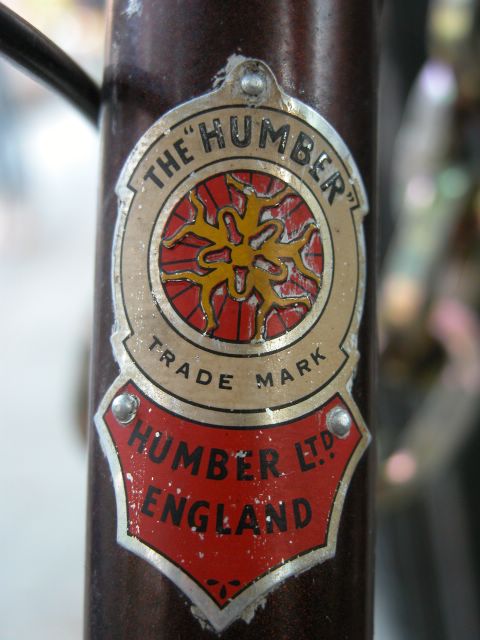 THE "HUMBER"
TRADE MARK
HUMBER LTD.
ENGLAND